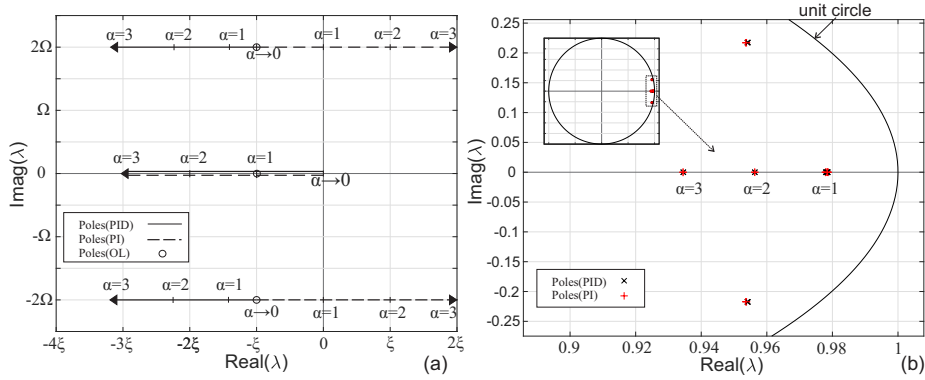 α=3 α=2 α=1 α=1 α=2 α=3
α→0
α=3 α=2 α=1
α→0
Poles(PID)
Poles(PI)
Poles(OL)
α=3 α=2 α=1
α→0 α=1 α=2 α=3
2Ω
Ω
0
-Ω
-2Ω
Imag(λ)
-4ξ -3ξ -2ξ -ξ 0 ξ 2ξ
Real(λ)
(a)
unit circle
α=3 α=2 α=1
Poles(PID)
Poles(PI)
0.25
0.2
0.15
0.1
0.05
0
-0.05
-0.1
-0.15
-0.2
-0.25
Imag(λ)
0.9 0.92 0.94 0.96 0.98 1
Real(λ)
(b)